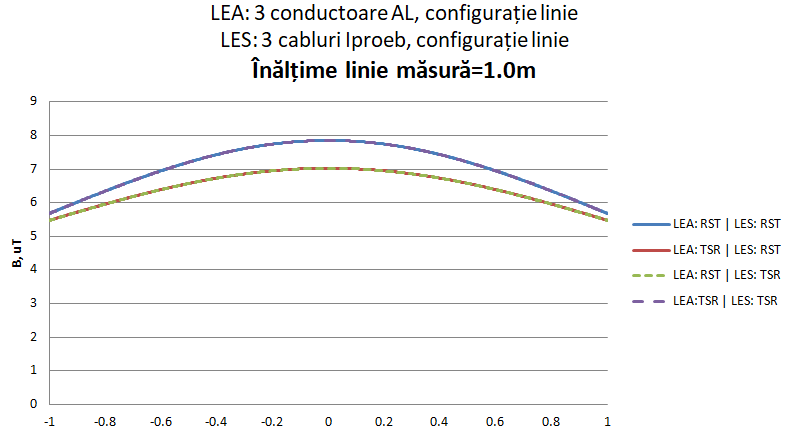 LEA: 3 conductoare AL, configurație linie
LES: 3 cabluri Iproeb, configurație linie
Înălțime linie măsură=1.0m
9
8
7
6
5
4
3
2
1
0
B, uT
-1 -0.8 -0.6 -0.4 -0.2 0 0.2 0.4 0.6 0.8 1
LEA: RST | LES: RST
LEA: TSR | LES: RST
LEA: RST | LES: TSR
LEA:TSR | LES: TSR